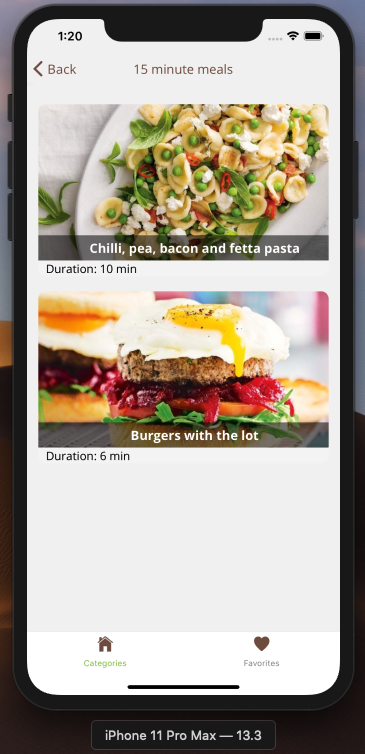 1:20
Back
15 minute meals
Chilli, pea, bacon and fetta pasta
Duration: 10 min
Burgers with the lot
Duration: 6 min
Categories
Favorites
iPhone 11 Pro Max — 13.3